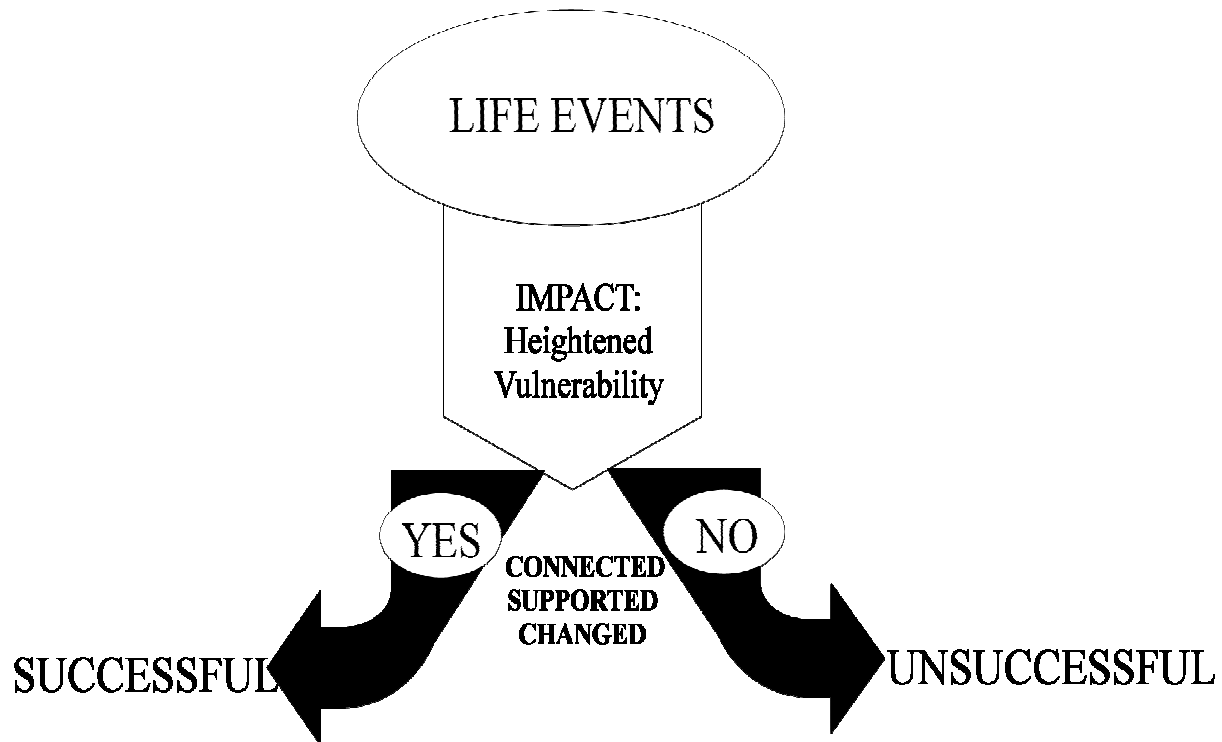 LIFE EVENTS
IMPACT:
Heightened
Vulnerability
YES
NO
CONNECTED
SUPPORTED
CHANGED
SUCCESSFUL
UNSUCCESSFUL